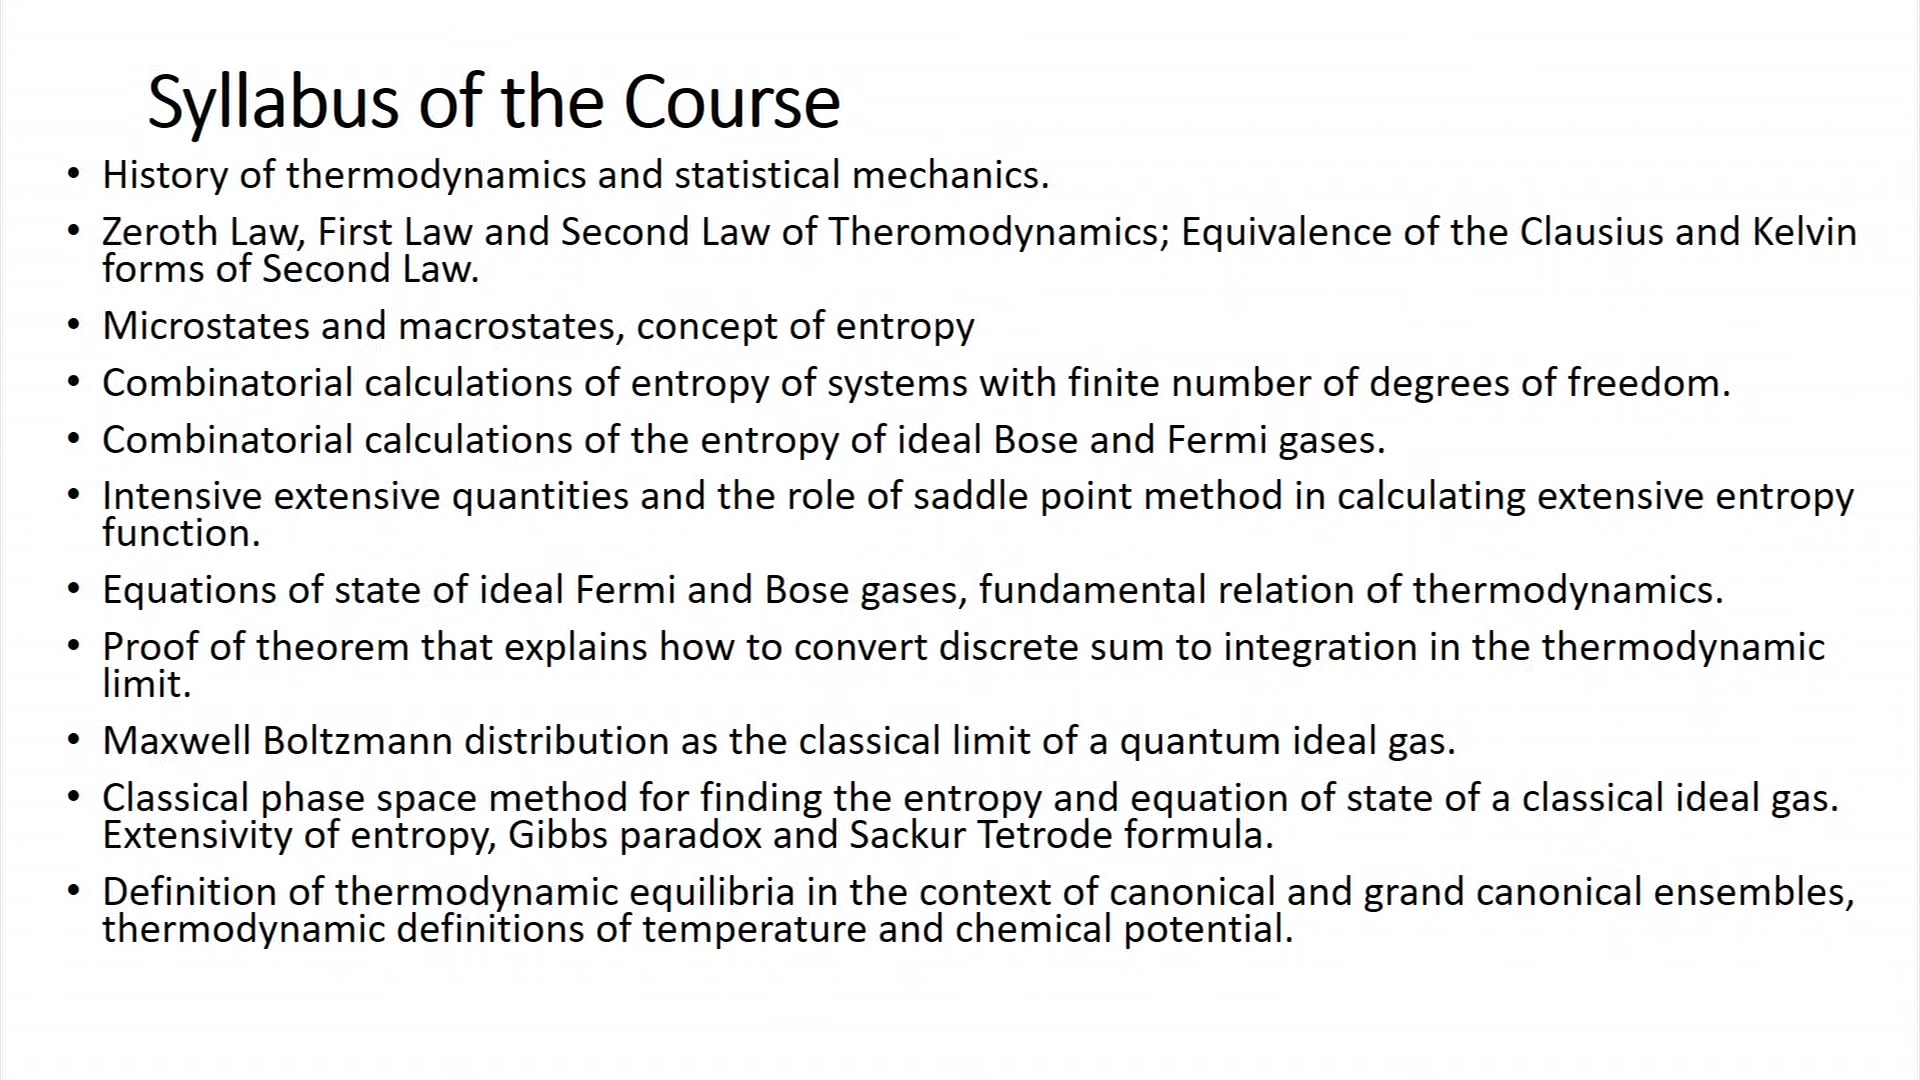 Syllabus of the Course
• History of thermodynamics and statistical mechanics.
• Zeroth Law, First Law and Second Law of Theromodynamics; Equivalence of the Clausius and Kelvin
forms of Second Law.
• Microstates and macrostates, concept of entropy
• Combinatorial calculations of entropy of systems with finite number of degrees of freedom.
• Combinatorial calculations of the entropy of ideal Bose and Fermi gases.
• Intensive extensive quantities and the role of saddle point method in calculating extensive entropy
function.
• Equations of state of ideal Fermi and Bose gases, fundamental relation of thermodynamics.
• Proof of theorem that explains how to convert discrete sum to integration in the thermodynamic
limit.
• Maxwell Boltzmann distribution as the classical limit of a quantum ideal gas.
• Classical phase space method for finding the entropy and equation of state of a classical ideal gas.
Extensivity of entropy, Gibbs paradox and Sackur Tetrode formula.
• Definition of thermodynamic equilibria in the context of canonical and grand canonical ensembles,
thermodynamic definitions of temperature and chemical potential.